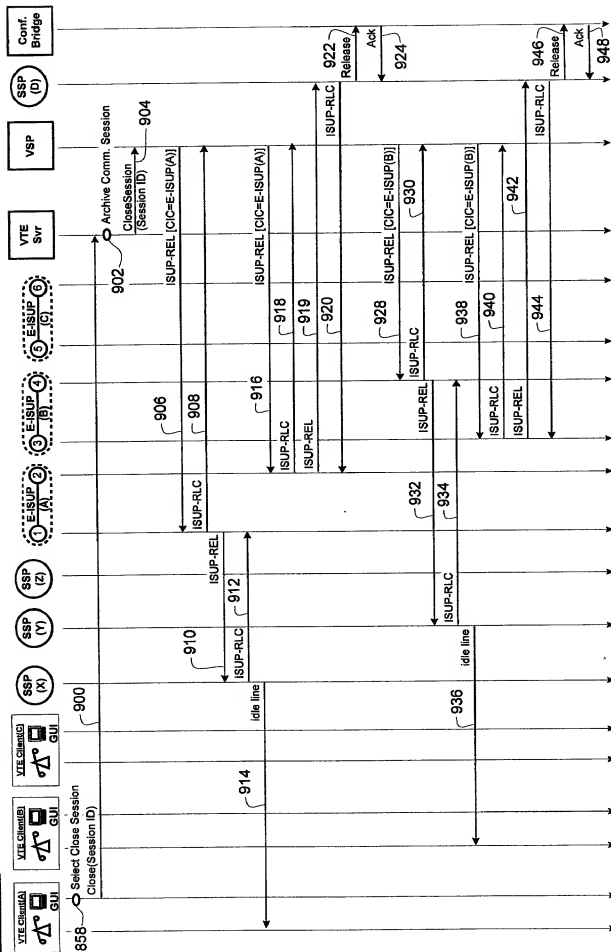 VTE Client(A)
GUI
VTE Client(B)
GUI
VTE Client(C)
GUI
SSP
(X)
SSP
(Y)
SSP
(Z)
1 E-ISUP 2
(A)
3 E-ISUP 4
(B)
5 E-ISUP 6
(C)
VTE
Svr
VSP
SSP
(D)
Conf.
Bridge
858
Select Close Session
Close(Session ID)
900
902
Archive Comm. Session
CloseSession
(Session ID)
904
ISUP-REL [CIC=E-ISUP(A)]
906
ISUP-RLC
908
ISUP-REL
910
ISUP-RLC
912
idle line
914
ISUP-REL [CIC=E-ISUP(A)]
916
ISUP-RLC
918
ISUP-REL
919
ISUP-RLC
920
922
Release
Ack
924
ISUP-REL [CIC=E-ISUP(B)]
928
ISUP-RLC
930
ISUP-REL
932
ISUP-RLC
934
idle line
936
ISUP-REL [CIC=E-ISUP(B)]
938
ISUP-RLC
940
ISUP-REL
942
ISUP-RLC
944
946
Release
Ack
948